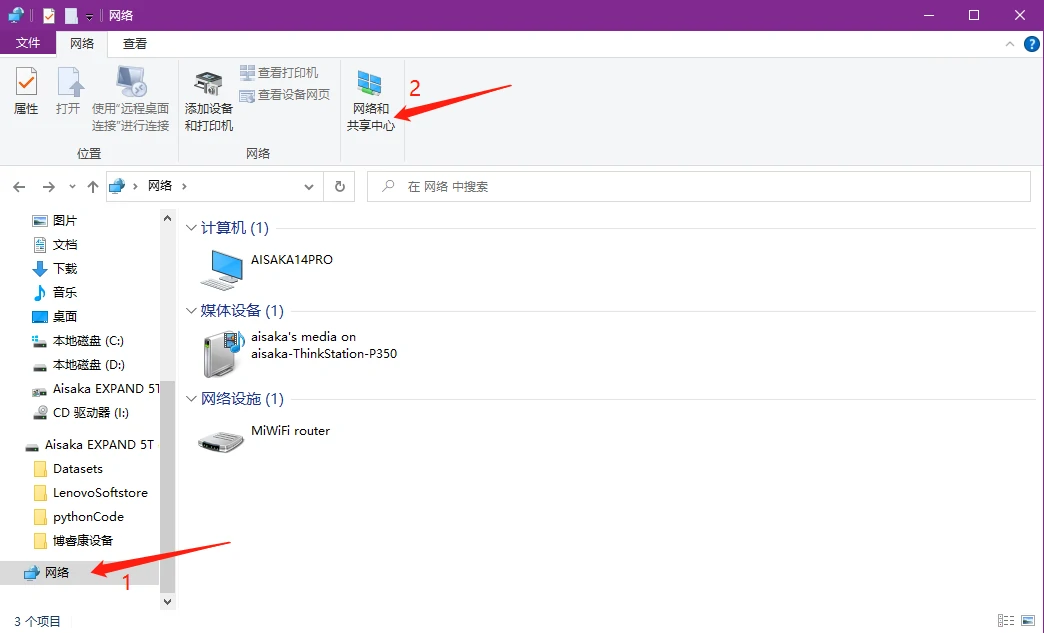 网络
文件
网络
查看
属性
打开
使用“远程桌面
连接”进行连接
位置
添加设备
和打印机
查看打印机
查看设备网页
网络
网络和
共享中心
2
网络
在 网络 中搜索
图片
文档
下载
音乐
桌面
本地磁盘 (C:)
本地磁盘 (D:)
Aisaka EXPAND 5T
CD 驱动器 (I:)
Aisaka EXPAND 5T
Datasets
LenovoSoftstore
pythonCode
博睿康设备
网络
1
计算机 (1)
AISAKA14PRO
媒体设备 (1)
aisaka's media on
aisaka-ThinkStation-P350
网络设施 (1)
MiWiFi router
3 个项目